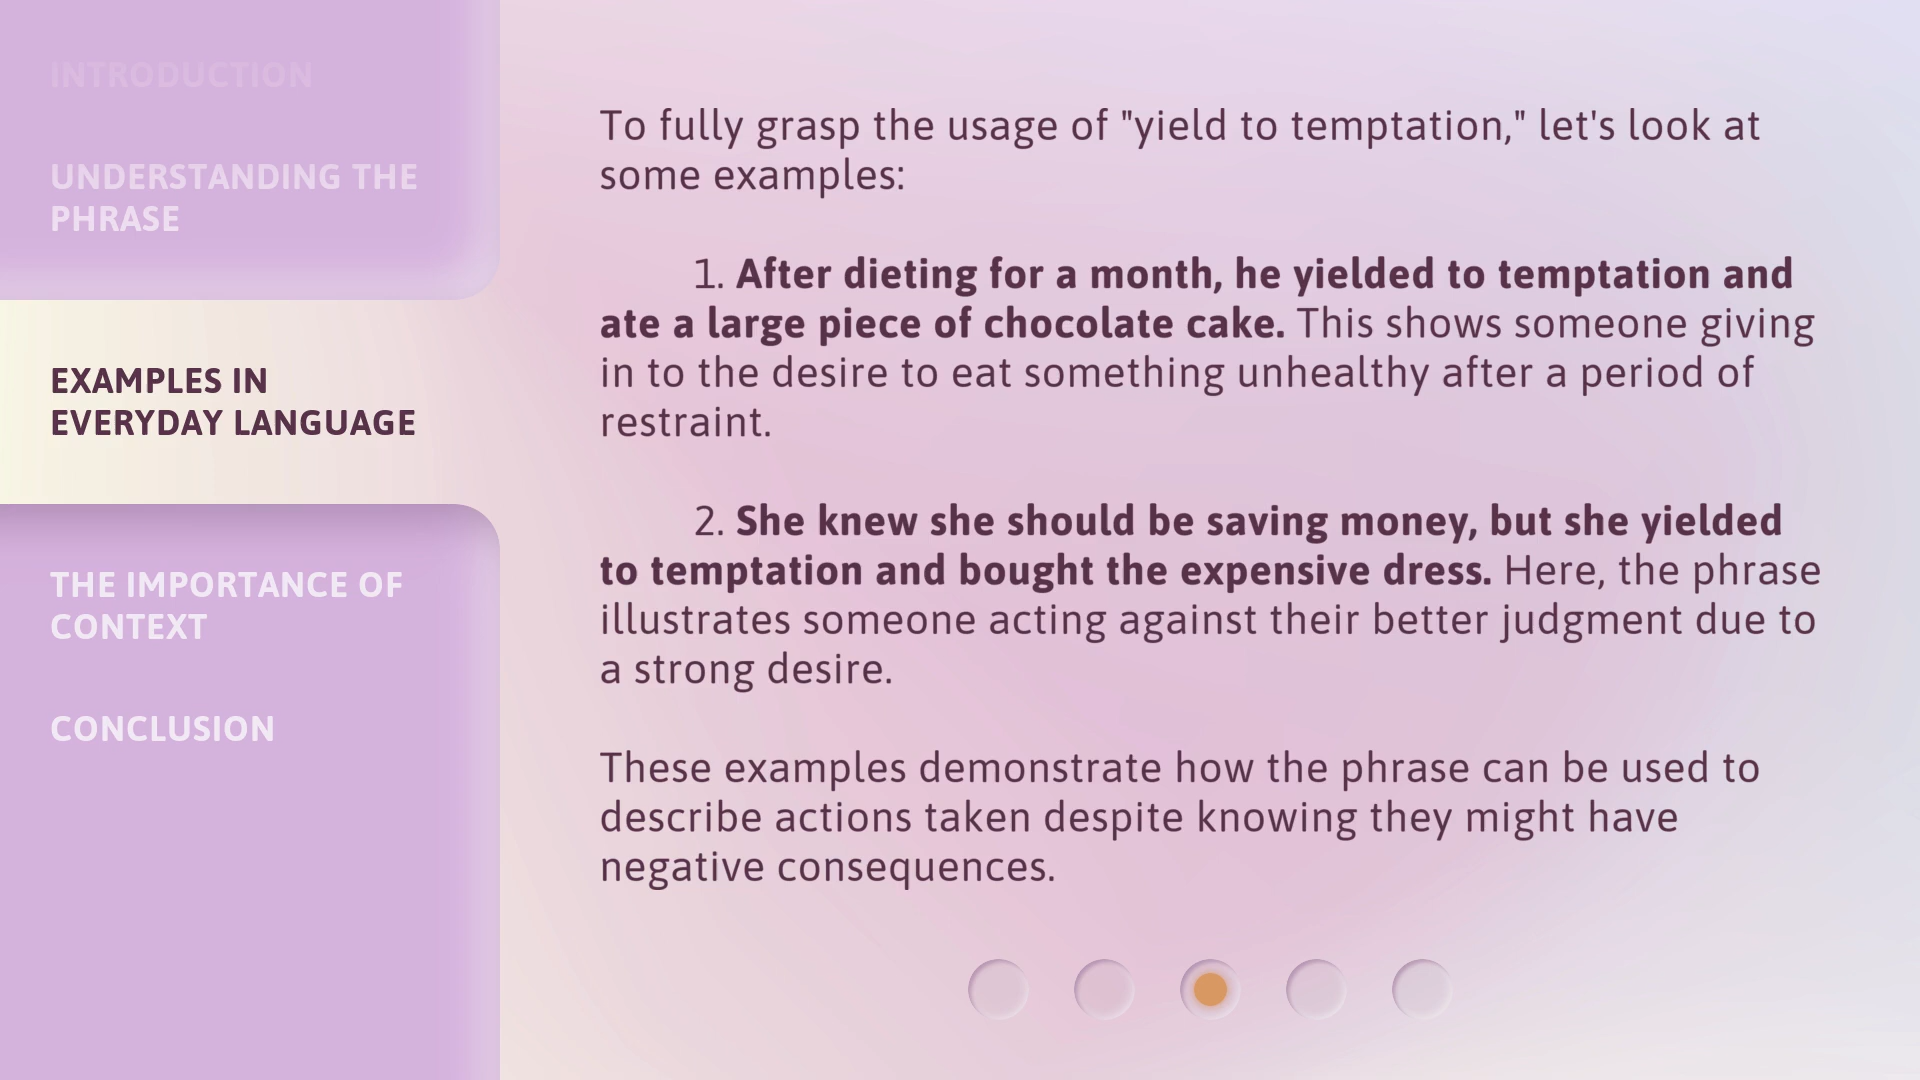 INTRODUCTION
UNDERSTANDING THE
PHRASE
EXAMPLES IN
EVERYDAY LANGUAGE
THE IMPORTANCE OF
CONTEXT
CONCLUSION
To fully grasp the usage of "yield to temptation," let's look at
some examples:
1. After dieting for a month, he yielded to temptation and
ate a large piece of chocolate cake. This shows someone giving
in to the desire to eat something unhealthy after a period of
restraint.
2. She knew she should be saving money, but she yielded
to temptation and bought the expensive dress. Here, the phrase
illustrates someone acting against their better judgment due to
a strong desire.
These examples demonstrate how the phrase can be used to
describe actions taken despite knowing they might have
negative consequences.